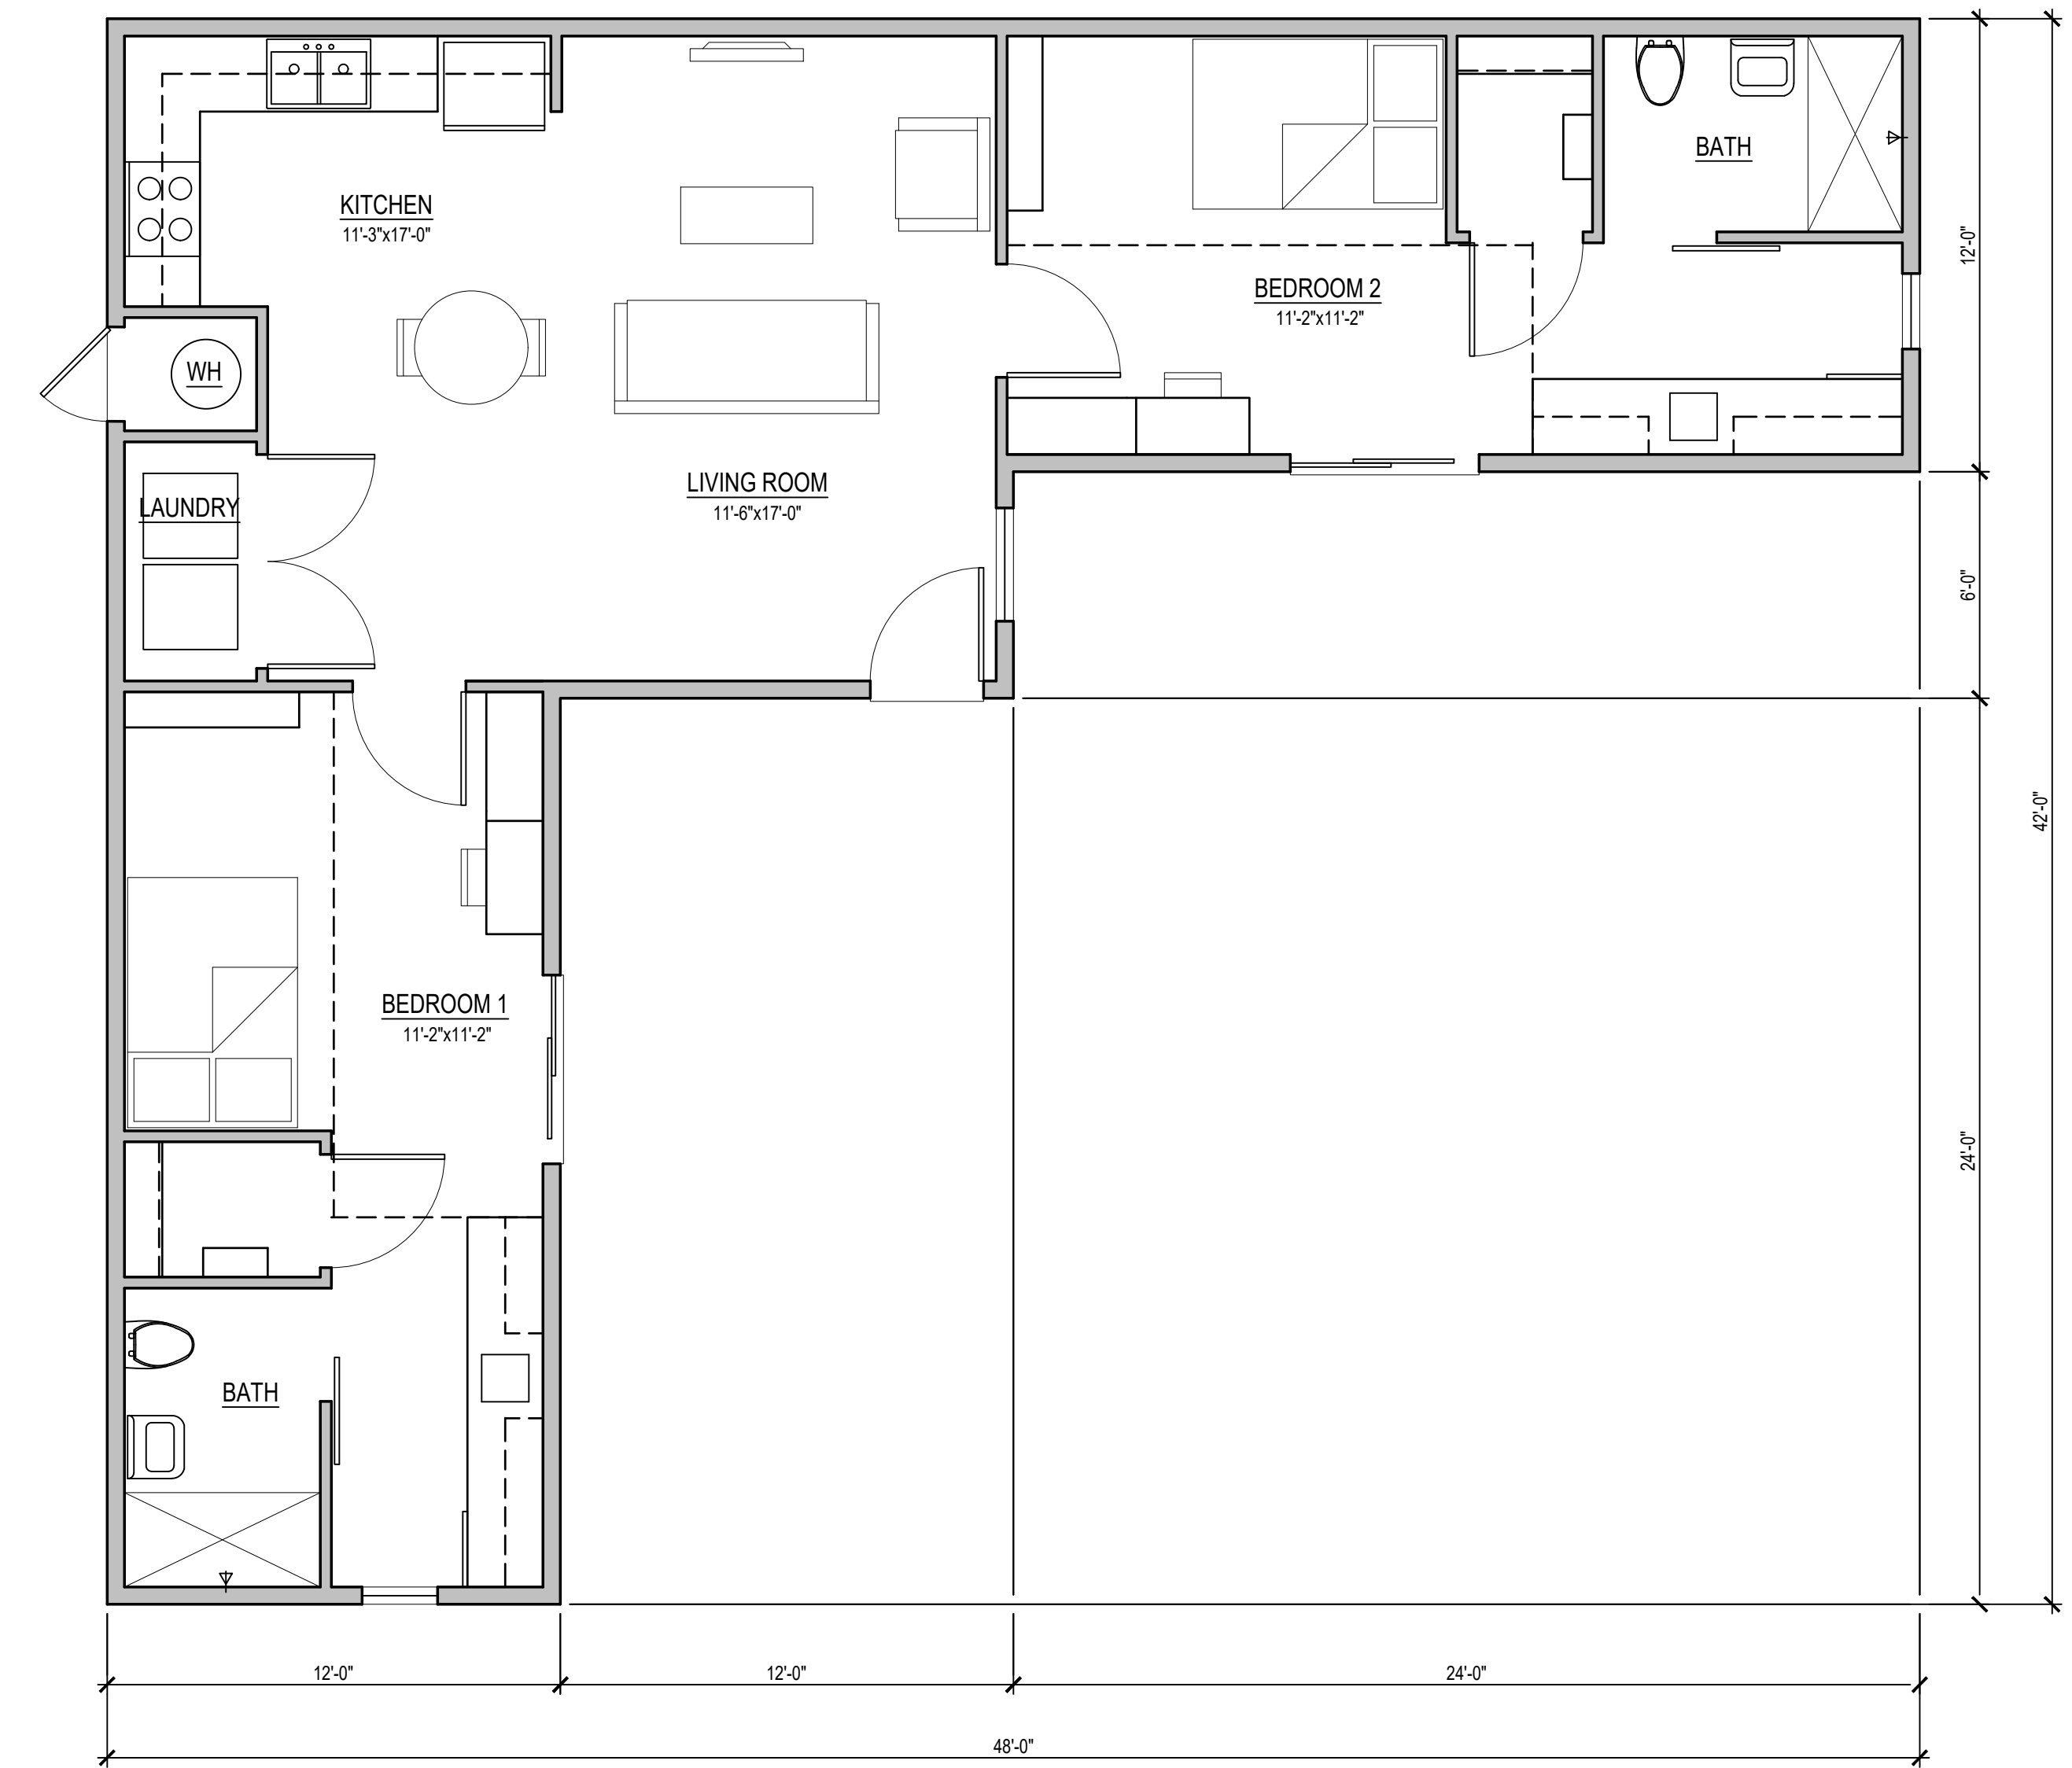 KITCHEN
11'-3"x17'-0"
BATH
BEDROOM 2
11'-2"x11'-2"
12'-0"
WH
LAUNDRY
LIVING ROOM
11'-6"x17'-0"
6'-0"
42'-0"
BEDROOM 1
11'-2"x11'-2"
24'-0"
BATH
12'-0"
12'-0"
24'-0"
48'-0"